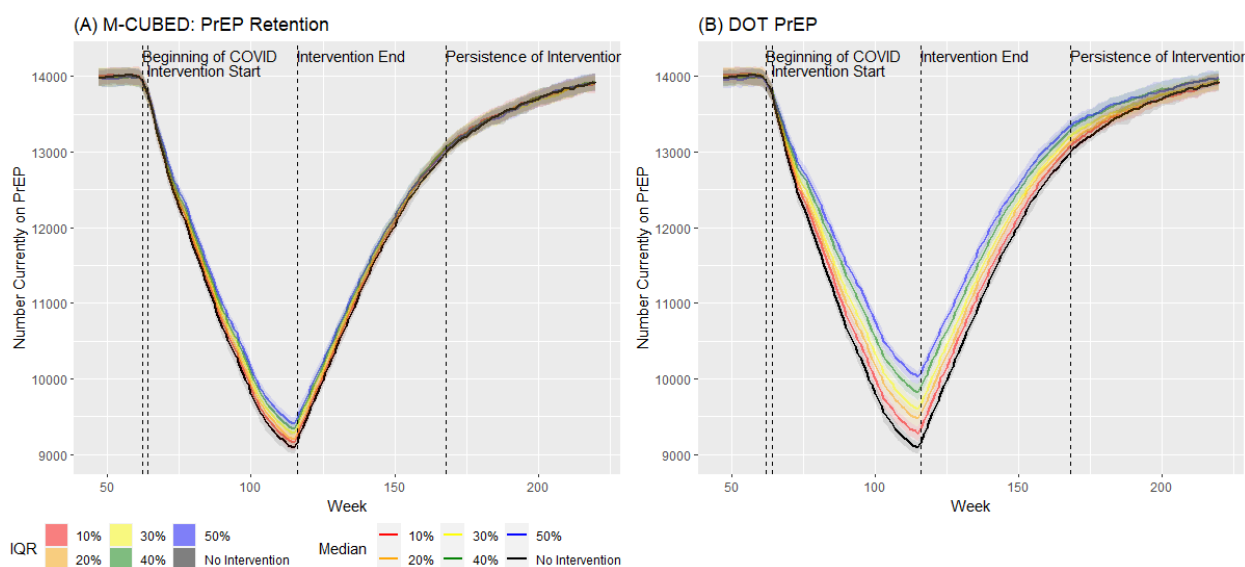 (A) M-CUBED: PrEP Retention
(B) DOT PrEP
Beginning of COVID
Intervention Start
Intervention End
Persistence of Intervention
Beginning of COVID
Intervention Start
Intervention End
Persistence of Intervention
Number Currently on PrEP
14000
13000
12000
11000
10000
9000
50
100
150
200
Week
Number Currently on PrEP
14000
13000
12000
11000
10000
9000
50
100
150
200
Week
IQR
10% 30% 50%
20% 40% No Intervention
Median
10% 30% 50%
20% 40% No Intervention